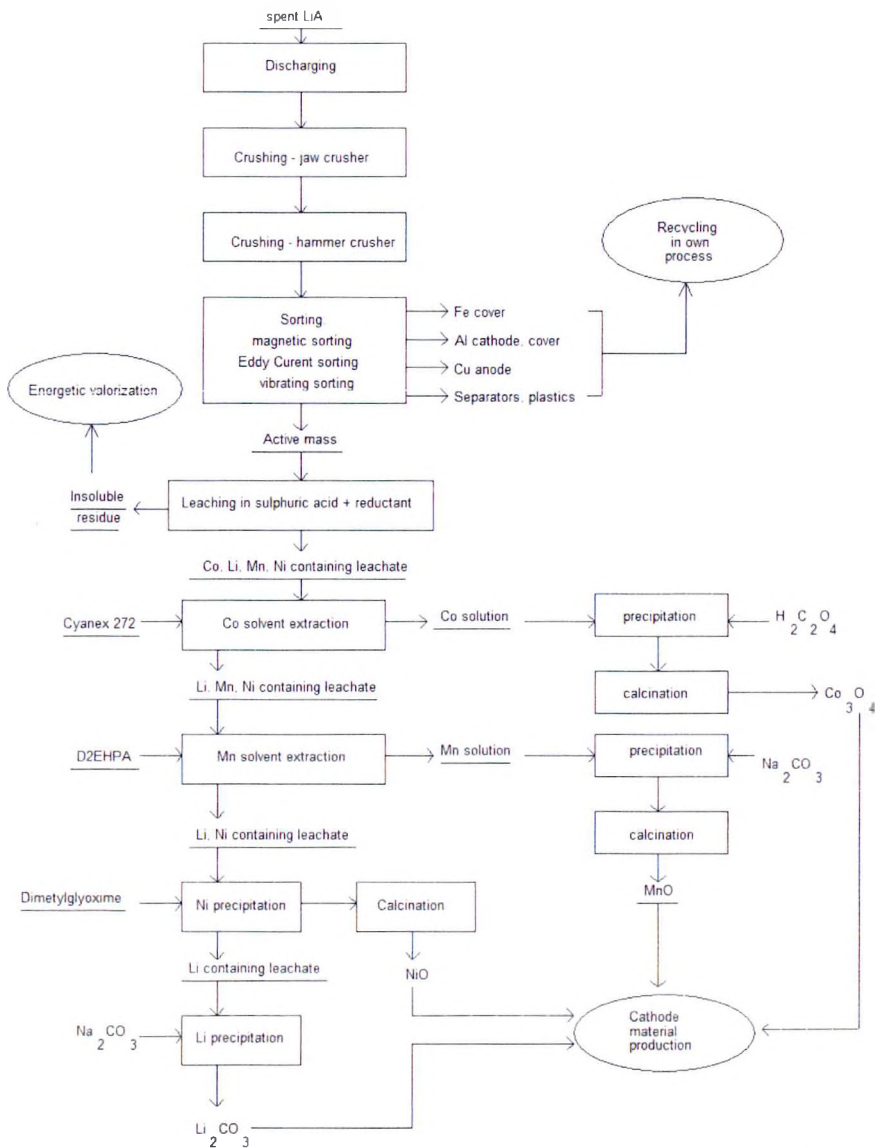 spent LiA
Discharging
Crushing - jaw crusher
Crushing - hammer crusher
Recycling
in own
process
Sorting
magnetic sorting
Eddy Curent sorting
vibrating sorting
Fe cover
Al cathode, cover
Cu anode
Separators, plastics
Energetic valorization
Active mass
Insoluble
residue
Leaching in sulphuric acid + reductant
Co, Li, Mn, Ni containing leachate
Cyanex 272
Co solvent extraction
Co solution
precipitation
H2C2O4
Li, Mn, Ni containing leachate
calcination
Co3O4
D2EHPA
Mn solvent extraction
Mn solution
precipitation
Na2CO3
Li, Ni containing leachate
calcination
Dimetylglyoxime
Ni precipitation
Calcination
MnO
Li containing leachate
NiO
Na2CO3
Li precipitation
Cathode
material
production
Li2CO3